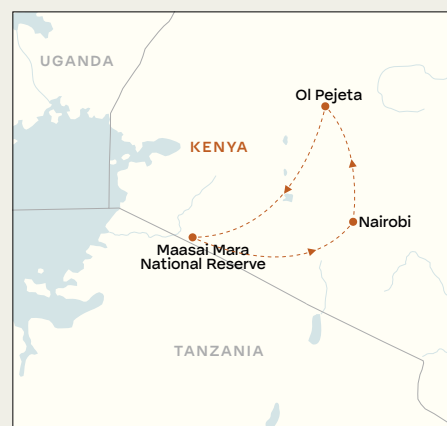 UGANDA
Ol Pejeta
KENYA
Nairobi
Maasai Mara
National Reserve
TANZANIA